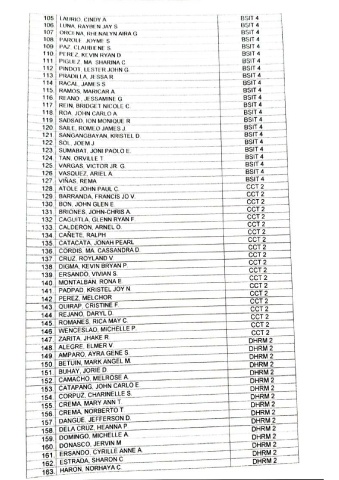 105 LAURIO, CINDY A. BSIT 4
106 LUNA, RAYBEN JAY S. BSIT 4
107 ORCENA, RHENALYN AIRA G. BSIT 4
108 PAROLE, JOYME S. BSIT 4
109 PAZ, CLAUDENE S. BSIT 4
110 PEREZ, KEVIN RYAN D. BSIT 4
111 PIGUEZ, MA. SHARINA C. BSIT 4
112 PINDOT, LESTER JOHN G. BSIT 4
113 PRADILLA, JESSA R. BSIT 4
114 RACAL, JAMES S. BSIT 4
115 RAMOS, MARICAR A. BSIT 4
116 REANO, JESSAMINE G. BSIT 4
117 REIN, BRIDGET NICOLE C. BSIT 4
118 ROA, JOHN CARLO A. BSIT 4
119 SADSAD, ION MONIQUE R. BSIT 4
120 SAILE, ROMEO JAMES J. BSIT 4
121 SANGANGBAYAN, KRISTEL D. BSIT 4
122 SOL, JOEM J. BSIT 4
123 SUMABAT, JONI PAOLO E. BSIT 4
124 TAN, ORVILLE T. BSIT 4
125 VARGAS, VICTOR JR. G. BSIT 4
126 VASQUEZ, ARIEL A. BSIT 4
127 VIÑAS, REMA BSIT 4
128 ATOLE, JOHN PAUL C. CCT 2
129 BARRANDA, FRANCIS JO V. CCT 2
130 BON, JOHN GLEN E. CCT 2
131 BRIONES, JOHN-CHRIS A. CCT 2
132 CAGUITLA, GLENN RYAN F. CCT 2
133 CALDERON, ARNEL O. CCT 2
134 CAÑETE, RALPH CCT 2
135 CATACATA, JONAH PEARL CCT 2
136 CORDIS, MA. CASSANDRA D. CCT 2
137 CRUZ, ROYLAND V. CCT 2
138 DIGMA, KEVIN BRYAN P. CCT 2
139 ERSANDO, VIVIAN S. CCT 2
140 MONTALBAN, RONA E. CCT 2
141 PADPAD, KRISTEL JOY N. CCT 2
142 PEREZ, MELCHOR CCT 2
143 QUIRAP, CRISTINE F. CCT 2
144 REJANO, DARYL D. CCT 2
145 ROMANES, RICA MAY C. CCT 2
146 WENCESLAO, MICHELLE P. CCT 2
147 ZARITA, JHAKE R. CCT 2
148 ALEGRE, ELMER V. DHRM 2
149 AMPARO, AYRA GENE S. DHRM 2
150 BETUIN, MARK ANGEL M. DHRM 2
151 BUHAY, JORIE D. DHRM 2
152 CAMACHO, MELROSE A. DHRM 2
153 CATAPANG, JOHN CARLO E. DHRM 2
154 CORPUZ, CHARINELLE S. DHRM 2
155 CREMA, MARY ANN T. DHRM 2
156 CREMA, NORBERTO T. DHRM 2
157 DANGUE, JEFFERSON D. DHRM 2
158 DELA CRUZ, HEANNA P. DHRM 2
159 DOMINGO, MICHELLE A. DHRM 2
160 DONASCO, JERVIN M. DHRM 2
161 ERSANDO, CYRILLE ANNE A. DHRM 2
162 ESTRADA, SHARON C. DHRM 2
163 HARON, NORHAYA C. DHRM 2